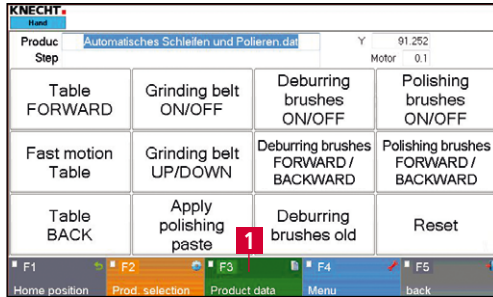 KNECHT
Hand
Produc Automatisches Schleifen und Polieren.dat Y 91.252
Step Motor 0.1
Table FORWARD
Grinding belt ON/OFF
Deburring brushes ON/OFF
Polishing brushes ON/OFF
Fast motion Table
Grinding belt UP/DOWN
Deburring brushes FORWARD / BACKWARD
Polishing brushes FORWARD / BACKWARD
Table BACK
Apply polishing paste
Deburring brushes old
Reset
1
F1 F2 F3 F4 F5
Home position Prod. selection Product data Menu back